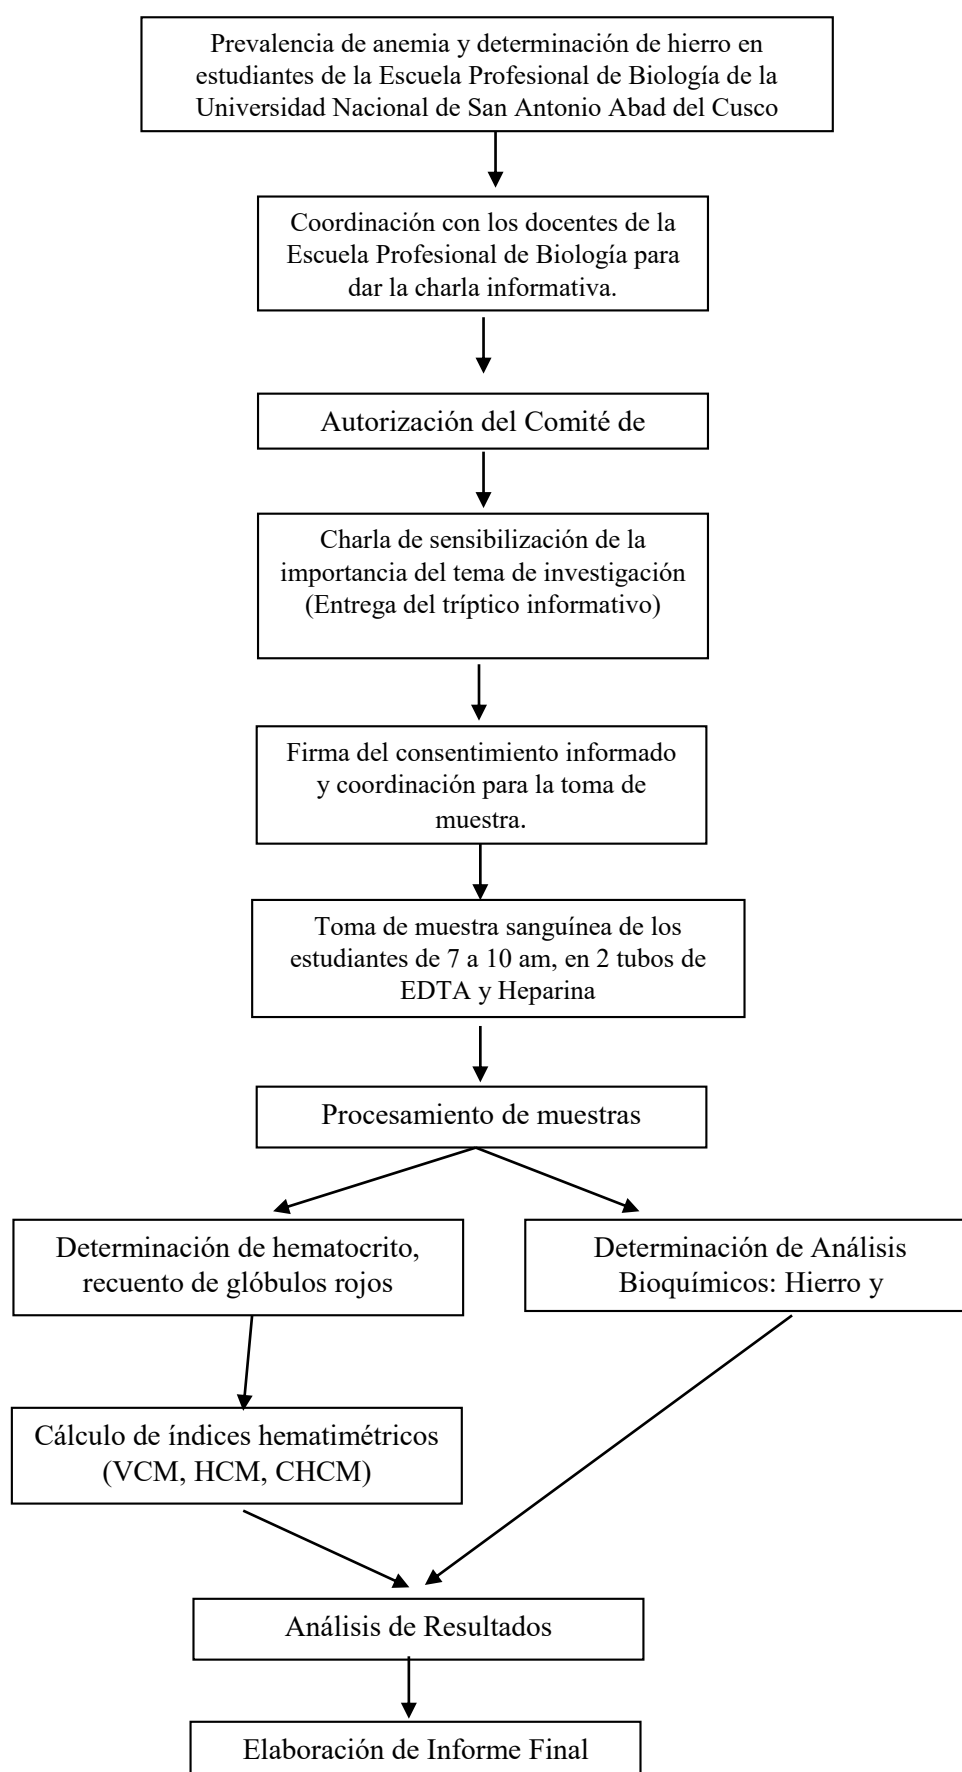 Prevalencia de anemia y determinación de hierro en
estudiantes de la Escuela Profesional de Biología de la
Universidad Nacional de San Antonio Abad del Cusco
Coordinación con los docentes de la
Escuela Profesional de Biología para
dar la charla informativa.
Autorización del Comité de
Charla de sensibilización de la
importancia del tema de investigación
(Entrega del tríptico informativo)
Firma del consentimiento informado
y coordinación para la toma de
muestra.
Toma de muestra sanguínea de los
estudiantes de 7 a 10 am, en 2 tubos de
EDTA y Heparina
Procesamiento de muestras
Determinación de hematocrito,
recuento de glóbulos rojos
Determinación de Análisis
Bioquímicos: Hierro y
Cálculo de índices hematimétricos
(VCM, HCM, CHCM)
Análisis de Resultados
Elaboración de Informe Final